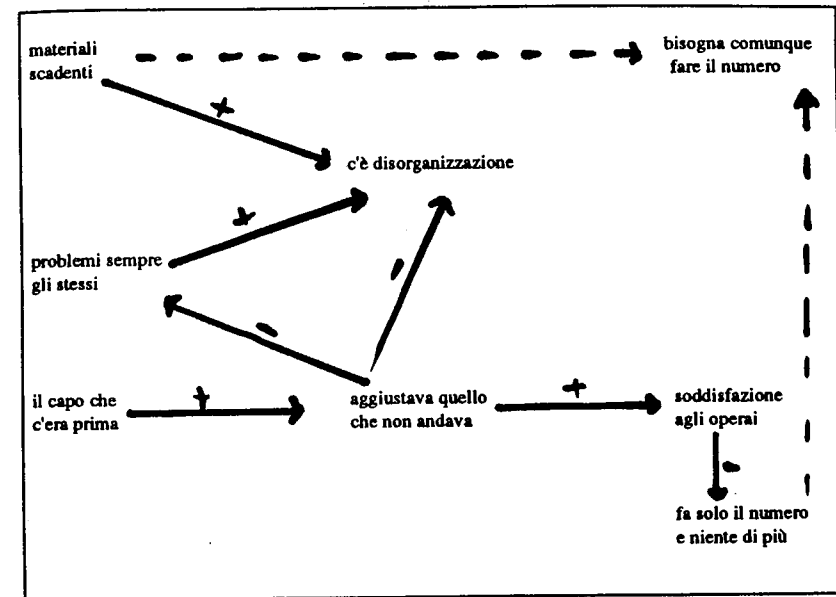 materiali
scadenti
bisogna comunque
fare il numero
+
c'è disorganizzazione
+
problemi sempre
gli stessi
-
-
il capo che
c'era prima
+
aggiustava quello
che non andava
+
soddisfazione
agli operai
-
fa solo il numero
e niente di più